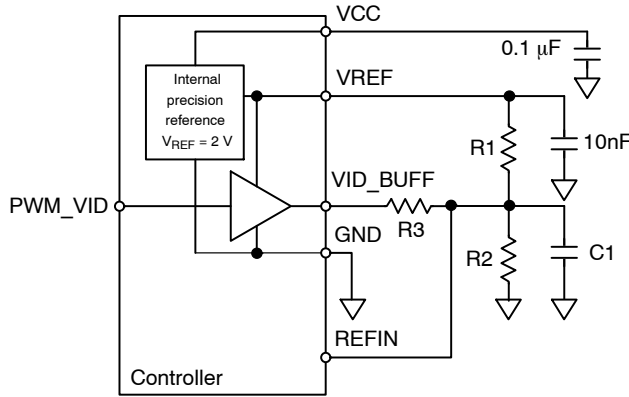 VCC
0.1 μF
Internal
precision
reference
VREF = 2 V
VREF
R1
10nF
PWM_VID
VID_BUFF
R3
GND
R2
C1
REFIN
Controller